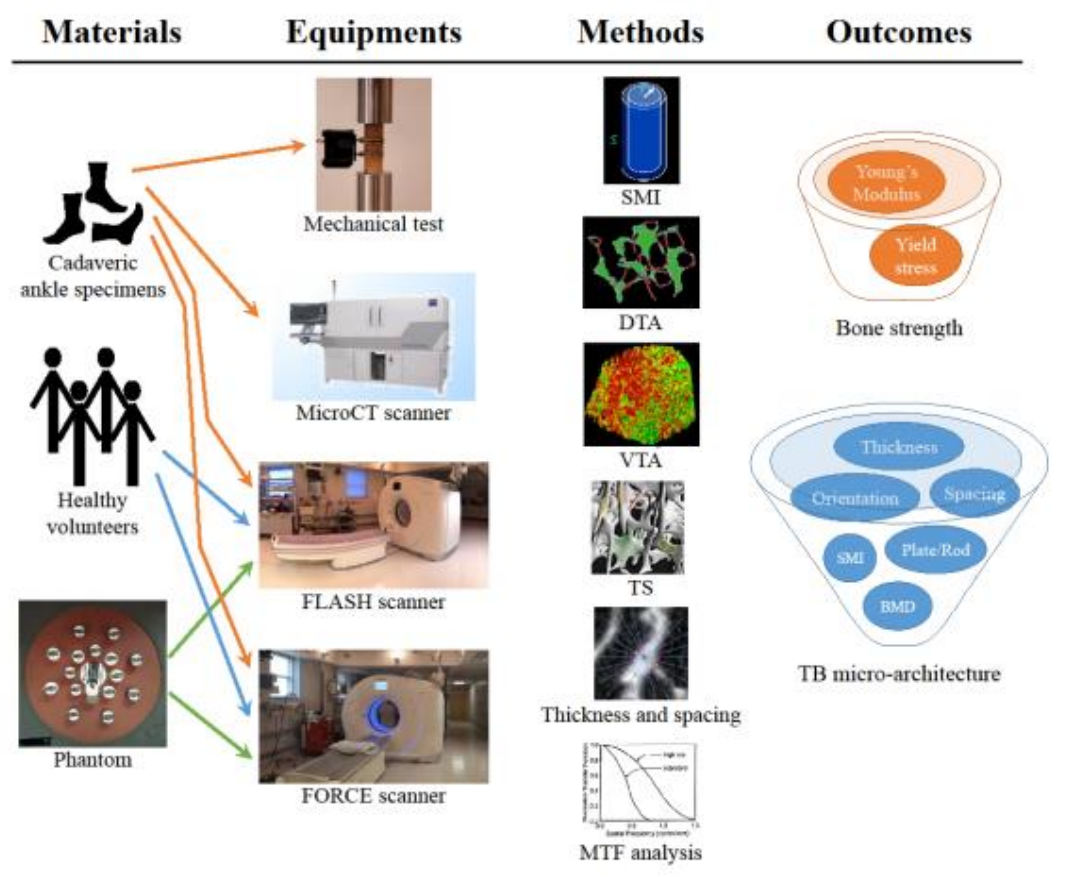 Materials
Equipments
Methods
Outcomes
Cadaveric
ankle specimens
Healthy
volunteers
Phantom
Mechanical test
MicroCT scanner
FLASH scanner
FORCE scanner
SMI
DTA
VTA
TS
Thickness and spacing
MTF analysis
Young's
Modulus
Yield
stress
Bone strength
Thickness
Orientation
Spacing
SMI
Plate/Rod
BMD
TB micro-architecture